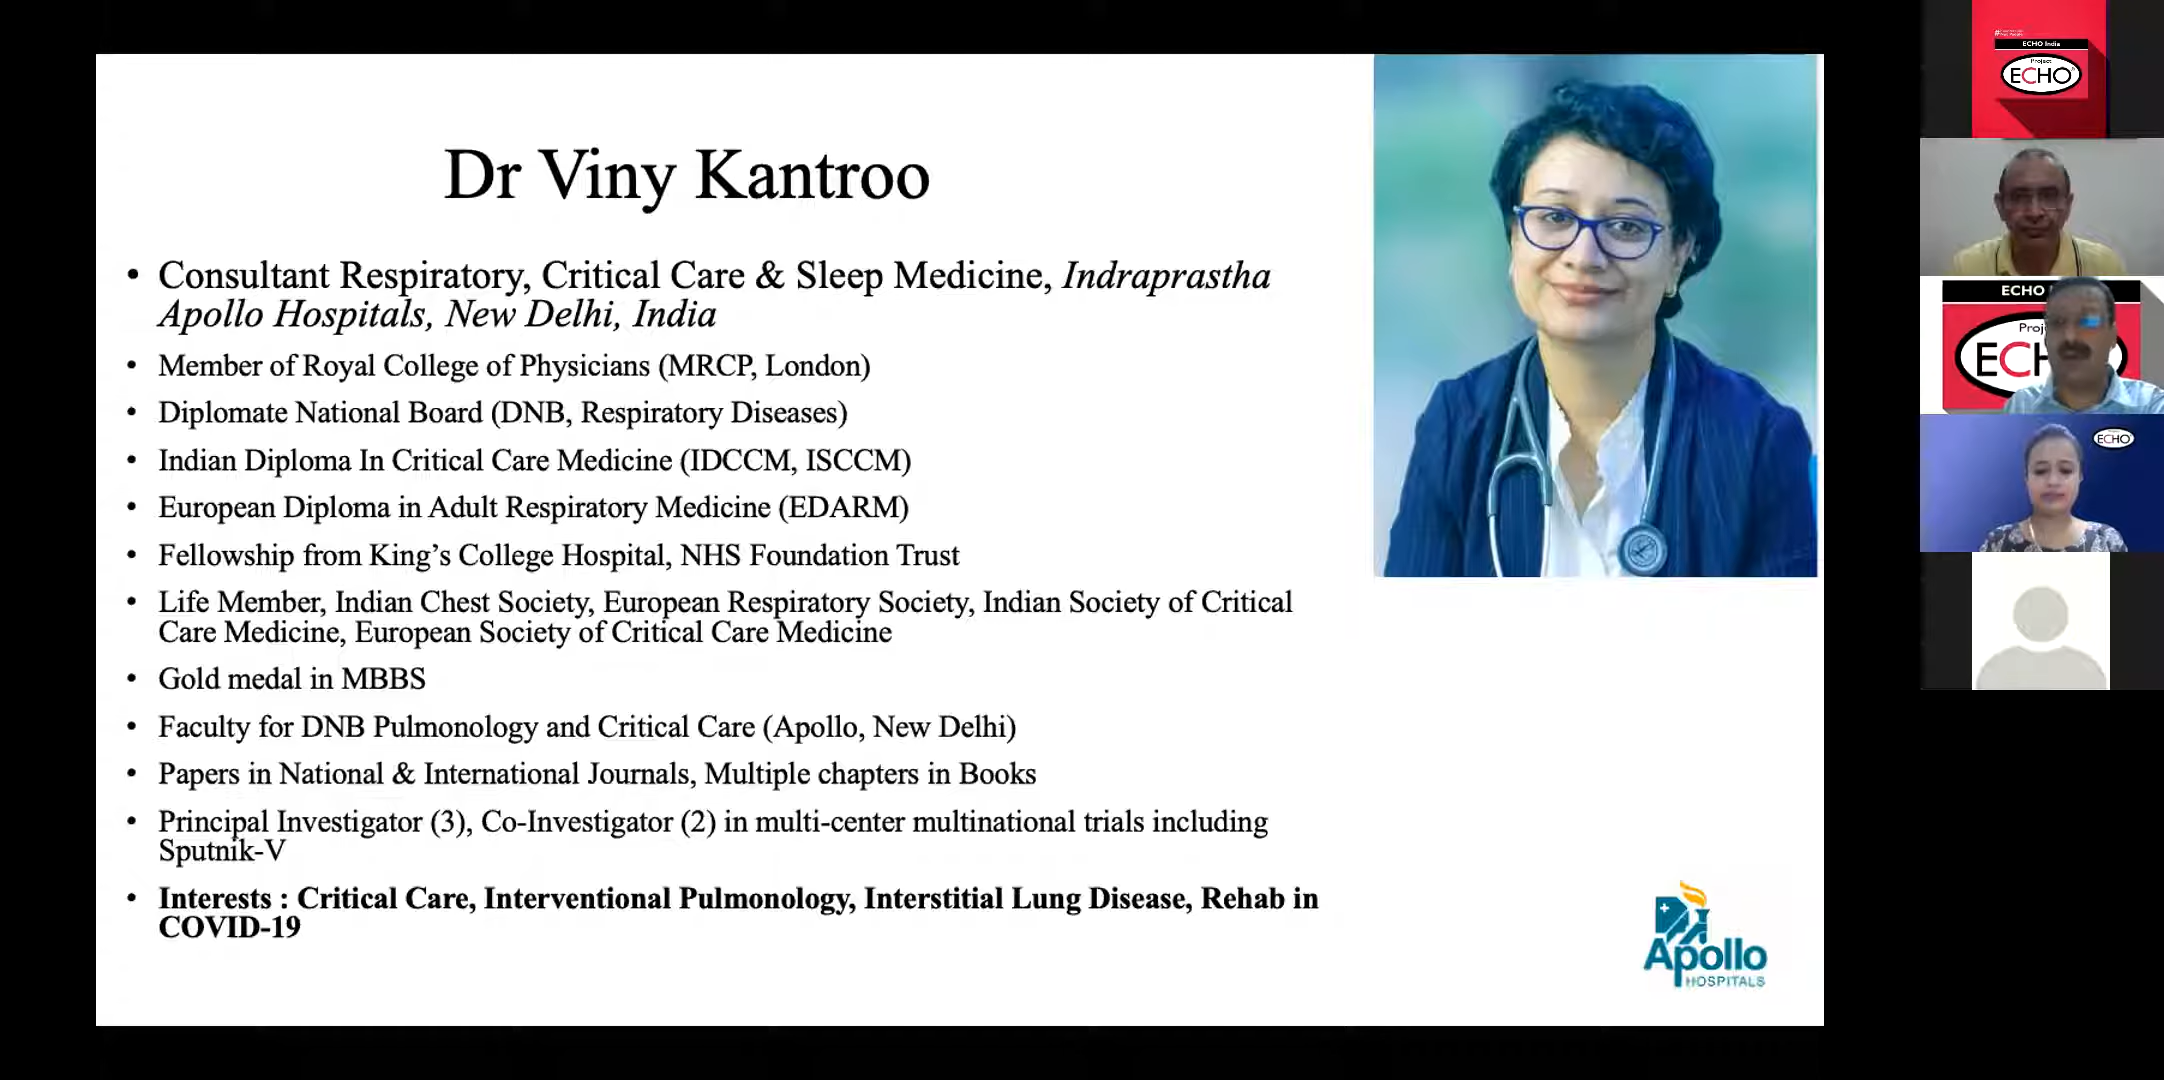 Dr Viny Kantroo
• Consultant Respiratory, Critical Care & Sleep Medicine, Indraprastha
Apollo Hospitals, New Delhi, India
• Member of Royal College of Physicians (MRCP, London)
• Diplomate National Board (DNB, Respiratory Diseases)
• Indian Diploma In Critical Care Medicine (IDCCM, ISCCM)
• European Diploma in Adult Respiratory Medicine (EDARM)
• Fellowship from King’s College Hospital, NHS Foundation Trust
• Life Member, Indian Chest Society, European Respiratory Society, Indian Society of Critical
Care Medicine, European Society of Critical Care Medicine
• Gold medal in MBBS
• Faculty for DNB Pulmonology and Critical Care (Apollo, New Delhi)
• Papers in National & International Journals, Multiple chapters in Books
• Principal Investigator (3), Co-Investigator (2) in multi-center multinational trials including
Sputnik-V
• Interests : Critical Care, Interventional Pulmonology, Interstitial Lung Disease, Rehab in
COVID-19
Apollo
HOSPITALS
ECHO India
Project
ECHO
ECHO
ECHO